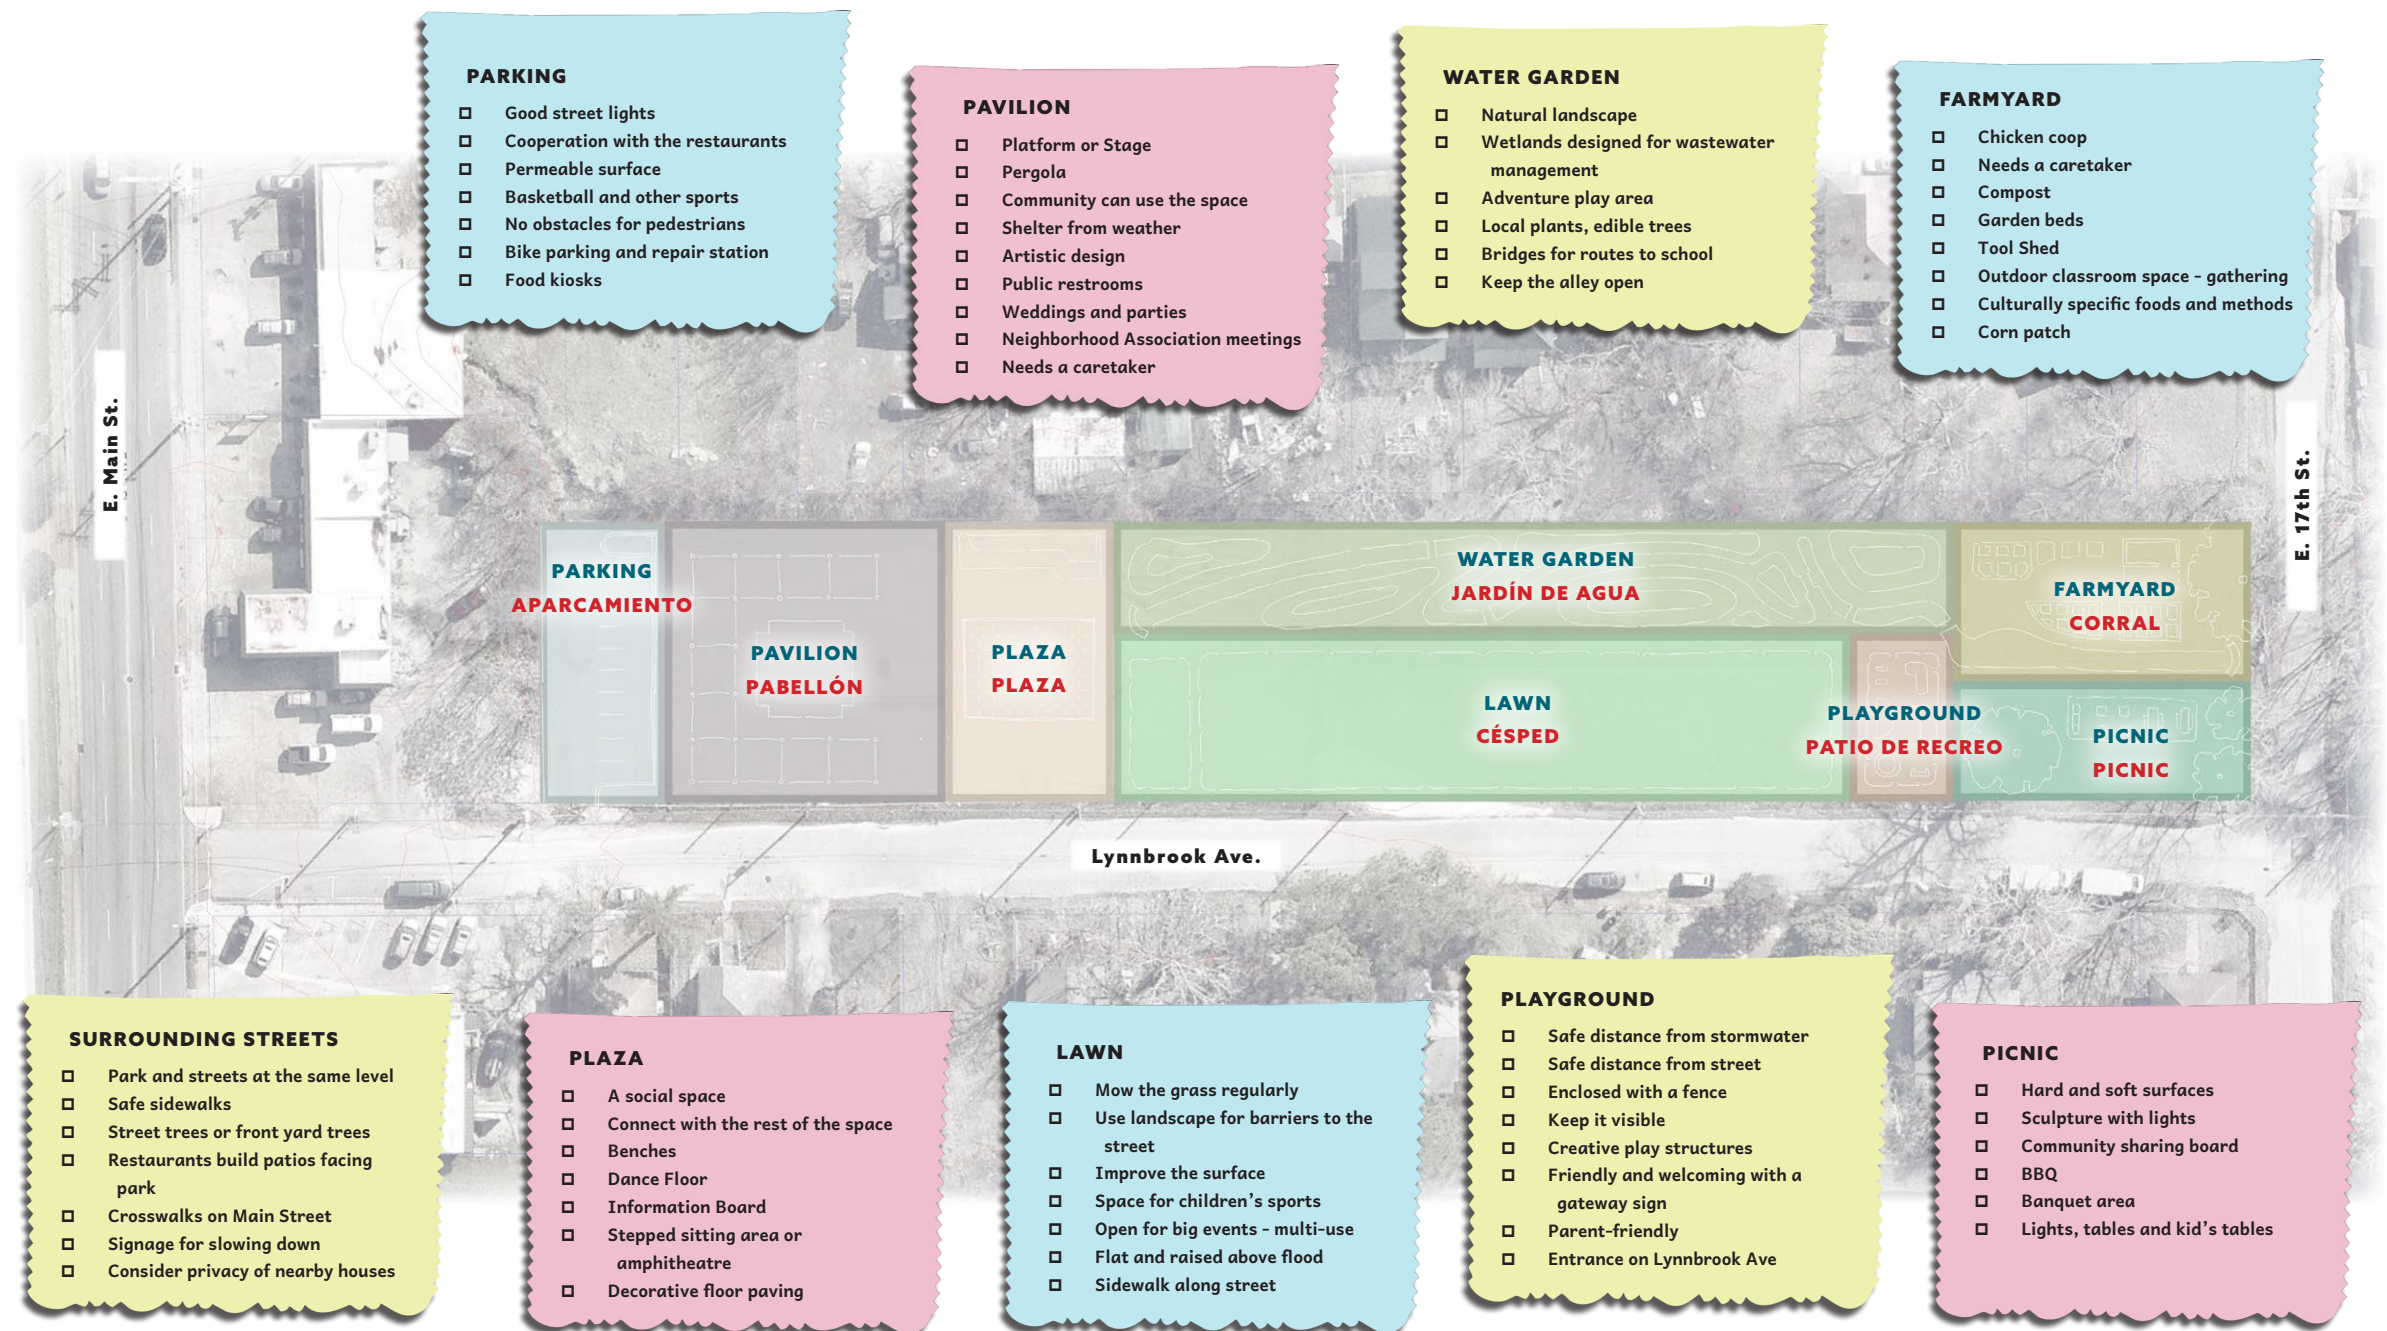 PARKING
Good street lights
Cooperation with the restaurants
Permeable surface
Basketball and other sports
No obstacles for pedestrians
Bike parking and repair station
Food kiosks
PAVILION
Platform or Stage
Pergola
Community can use the space
Shelter from weather
Artistic design
Public restrooms
Weddings and parties
Neighborhood Association meetings
Needs a caretaker
WATER GARDEN
Natural landscape
Wetlands designed for wastewater
management
Adventure play area
Local plants, edible trees
Bridges for routes to school
Keep the alley open
FARMYARD
Chicken coop
Needs a caretaker
Compost
Garden beds
Tool Shed
Outdoor classroom space - gathering
Culturally specific foods and methods
Corn patch
E. Main St.
E. 17th St.
PARKING
APARCAMIENTO
PAVILION
PABELLÓN
PLAZA
PLAZA
WATER GARDEN
JARDÍN DE AGUA
LAWN
CÉSPED
PLAYGROUND
PATIO DE RECREO
FARMYARD
CORRAL
PICNIC
PICNIC
Lynnbrook Ave.
SURROUNDING STREETS
Park and streets at the same level
Safe sidewalks
Street trees or front yard trees
Restaurants build patios facing
park
Crosswalks on Main Street
Signage for slowing down
Consider privacy of nearby houses
PLAZA
A social space
Connect with the rest of the space
Benches
Dance Floor
Information Board
Stepped sitting area or
amphitheatre
Decorative floor paving
LAWN
Mow the grass regularly
Use landscape for barriers to the
street
Improve the surface
Space for children's sports
Open for big events - multi-use
Flat and raised above flood
Sidewalk along street
PLAYGROUND
Safe distance from stormwater
Safe distance from street
Enclosed with a fence
Keep it visible
Creative play structures
Friendly and welcoming with a
gateway sign
Parent-friendly
Entrance on Lynnbrook Ave
PICNIC
Hard and soft surfaces
Sculpture with lights
Community sharing board
BBQ
Banquet area
Lights, tables and kid's tables